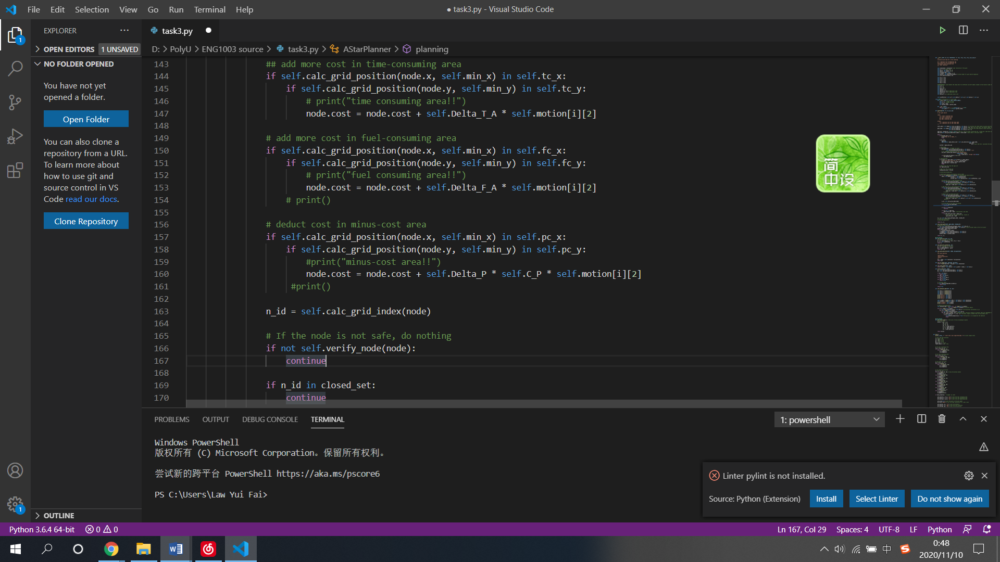 File Edit Selection View Go Run Terminal Help
● task3.py - Visual Studio Code
EXPLORER
task3.py
OPEN EDITORS 1 UNSAVED
D: > PolyU > ENG1003 source > task3.py > AStarPlanner > planning
NO FOLDER OPENED
You have not yet
opened a folder.
Open Folder
You can also clone a
repository from a URL.
To learn more about
how to use git and
source control in VS
Code read our docs.
Clone Repository
OUTLINE
143 ## add more cost in time-consuming area
144 if self.calc_grid_position(node.x, self.min_x) in self.tc_x:
145 if self.calc_grid_position(node.y, self.min_y) in self.tc_y:
146 # print("time consuming area!!")
147 node.cost = node.cost + self.Delta_T_A * self.motion[i][2]
148
149 # add more cost in fuel-consuming area
150 if self.calc_grid_position(node.x, self.min_x) in self.fc_x:
151 if self.calc_grid_position(node.y, self.min_y) in self.fc_y:
152 # print("fuel consuming area!!")
153 node.cost = node.cost + self.Delta_F_A * self.motion[i][2]
154 # print()
155
156 # deduct cost in minus-cost area
157 if self.calc_grid_position(node.x, self.min_x) in self.pc_x:
158 if self.calc_grid_position(node.y, self.min_y) in self.pc_y:
159 #print("minus-cost area!!")
160 node.cost = node.cost + self.Delta_P * self.C_P * self.motion[i][2]
161 #print()
162
163 n_id = self.calc_grid_index(node)
164
165 # If the node is not safe, do nothing
166 if not self.verify_node(node):
167 continue
168
169 if n_id in closed_set:
170 continue
简
中设
PROBLEMS OUTPUT DEBUG CONSOLE TERMINAL
1: powershell
Windows PowerShell
版权所有 (C) Microsoft Corporation。保留所有权利。
尝试新的跨平台 PowerShell https://aka.ms/pscore6
PS C:\Users\Law Yui Fai>
Linter pylint is not installed.
Source: Python (Extension) Install Select Linter Do not show again
1
1
Python 3.6.4 64-bit 0 0
Ln 167, Col 29 Spaces: 4 UTF-8 LF Python
W
中 S
0:48
2020/11/10